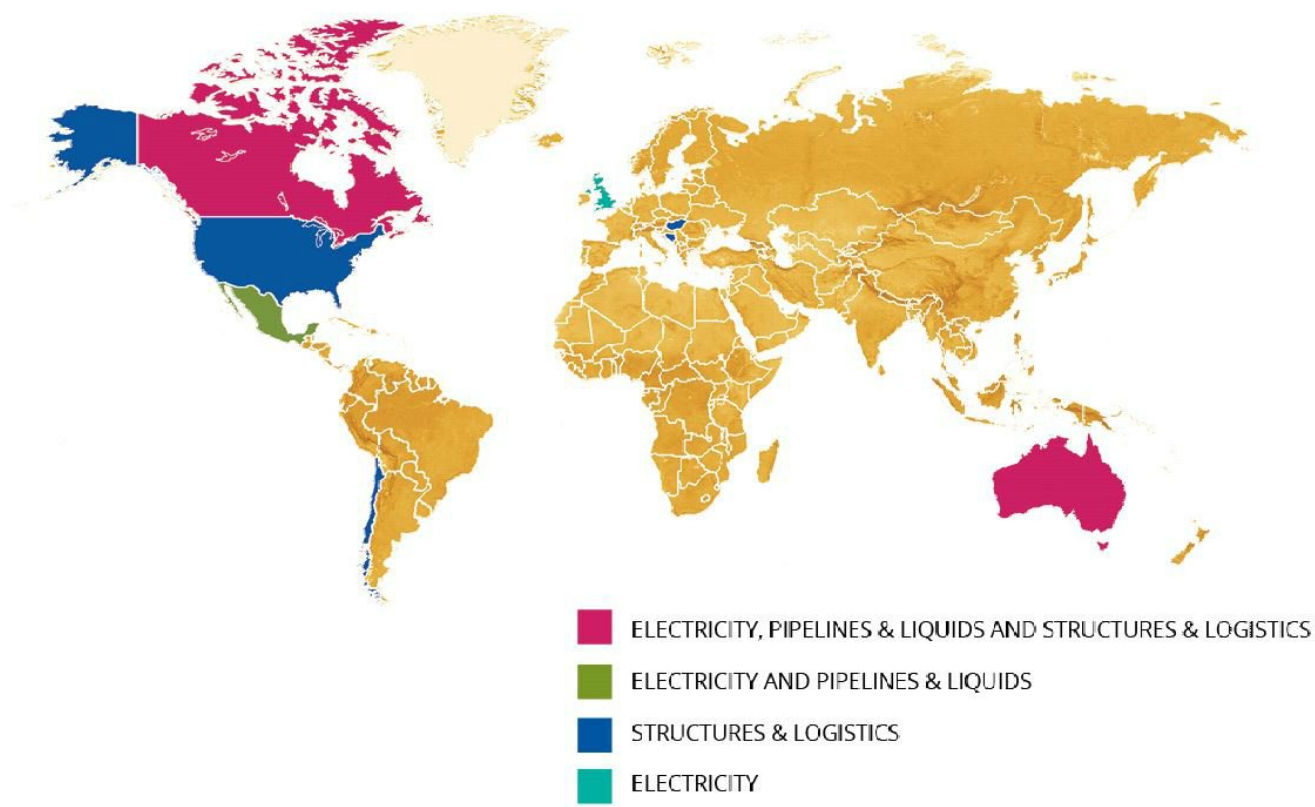 ELECTRICITY, PIPELINES & LIQUIDS AND STRUCTURES & LOGISTICS
ELECTRICITY AND PIPELINES & LIQUIDS
STRUCTURES & LOGISTICS
ELECTRICITY